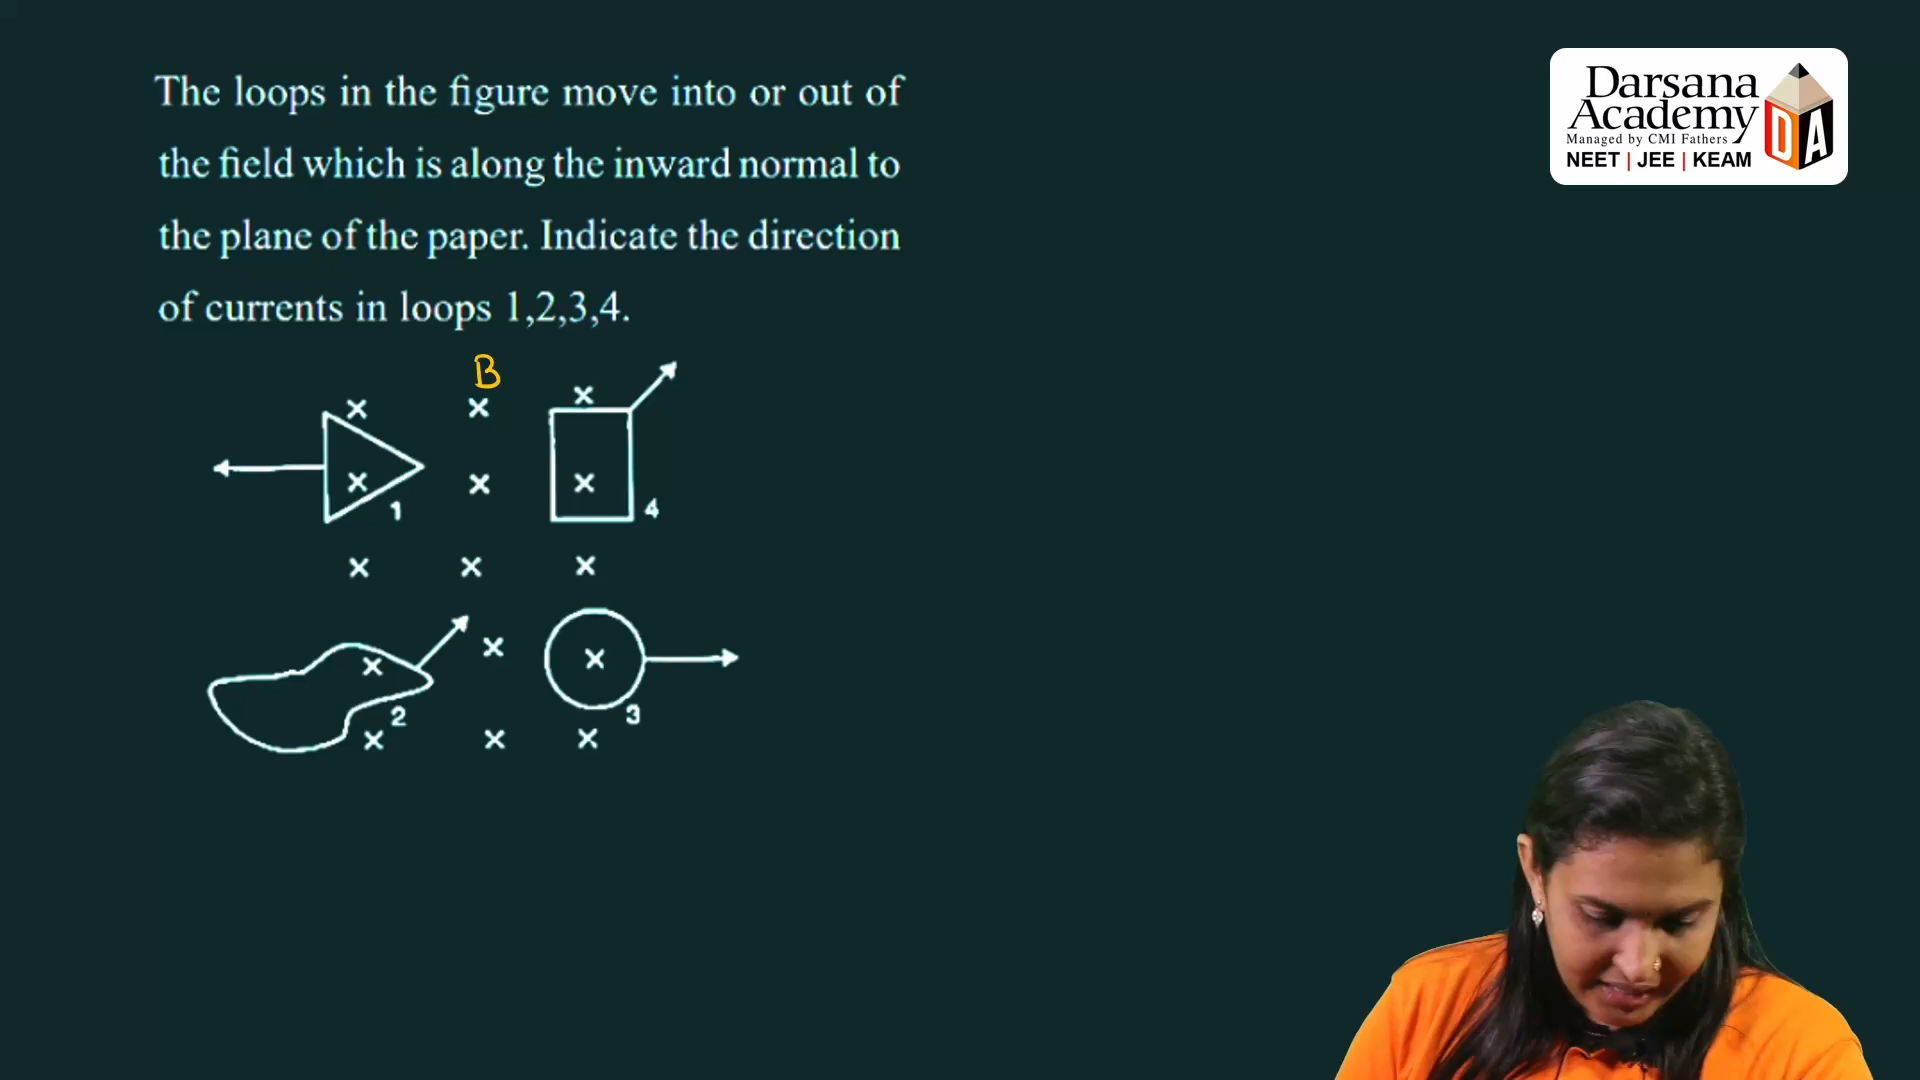 The loops in the figure move into or out of
the field which is along the inward normal to
the plane of the paper. Indicate the direction
of currents in loops 1,2,3,4.
B
1
4
2
3
Darsana
Academy
Managed by CMI Fathers
NEET | JEE | KEAM
DA